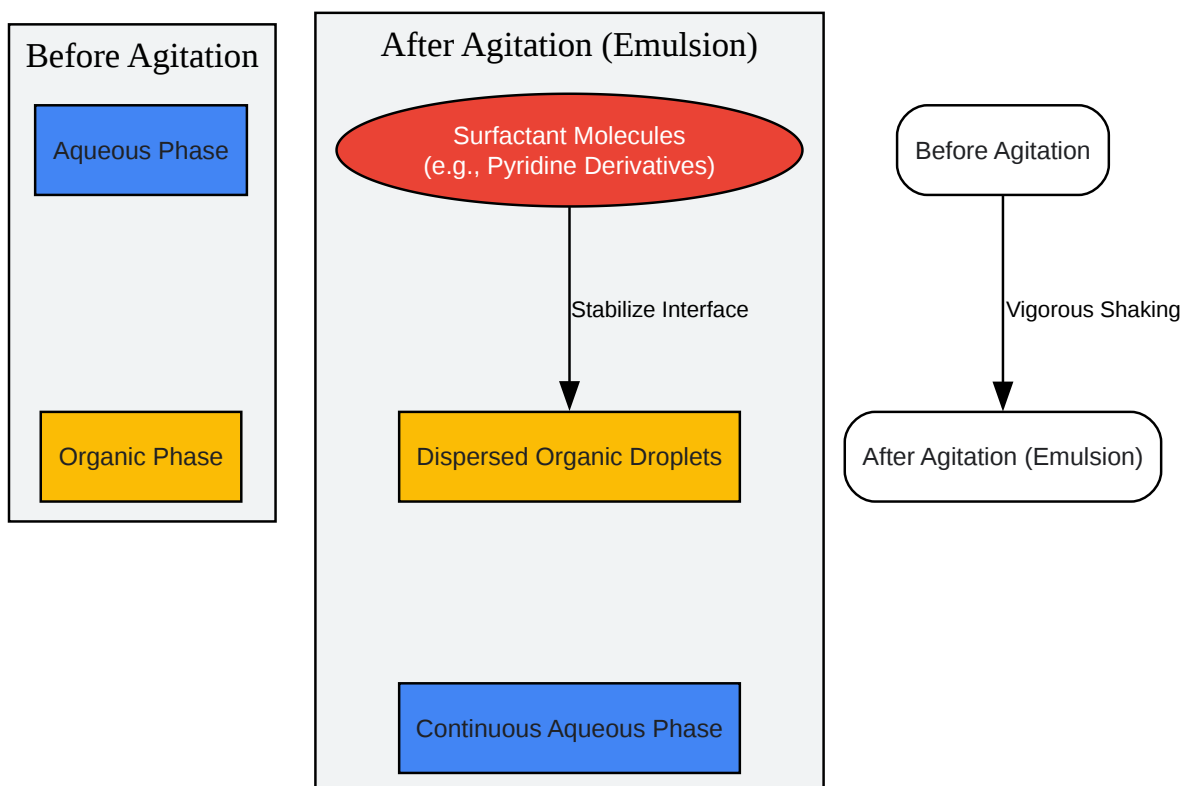 Before Agitation
Aqueous Phase
Organic Phase
After Agitation (Emulsion)
Surfactant Molecules
(e.g., Pyridine Derivatives)
Stabilize Interface
Dispersed Organic Droplets
Continuous Aqueous Phase
Before Agitation
Vigorous Shaking
After Agitation (Emulsion)